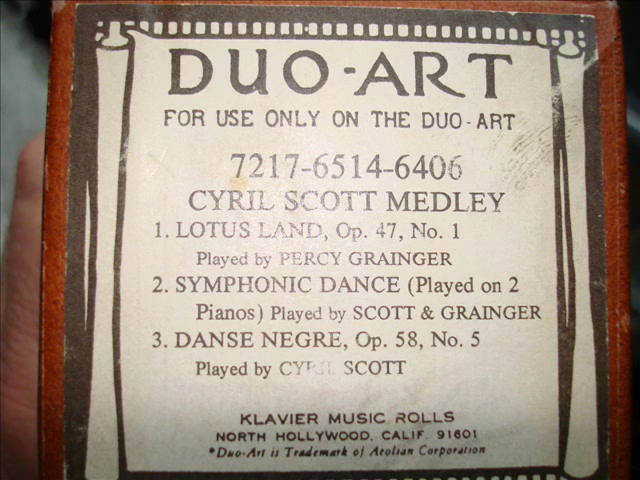 DUO-ART
FOR USE ONLY ON THE DUO-ART
7217-6514-6406
CYRIL SCOTT MEDLEY
1. LOTUS LAND, Op. 47, No. 1
Played by PERCY GRAINGER
2. SYMPHONIC DANCE (Played on 2
Pianos) Played by SCOTT & GRAINGER
3. DANSE NEGRE, Op. 58, No. 5
Played by CYRIL SCOTT
KLAVIER MUSIC ROLLS
NORTH HOLLYWOOD, CALIF. 91601
*Duo-Art is Trademark of Aeolian Corporation